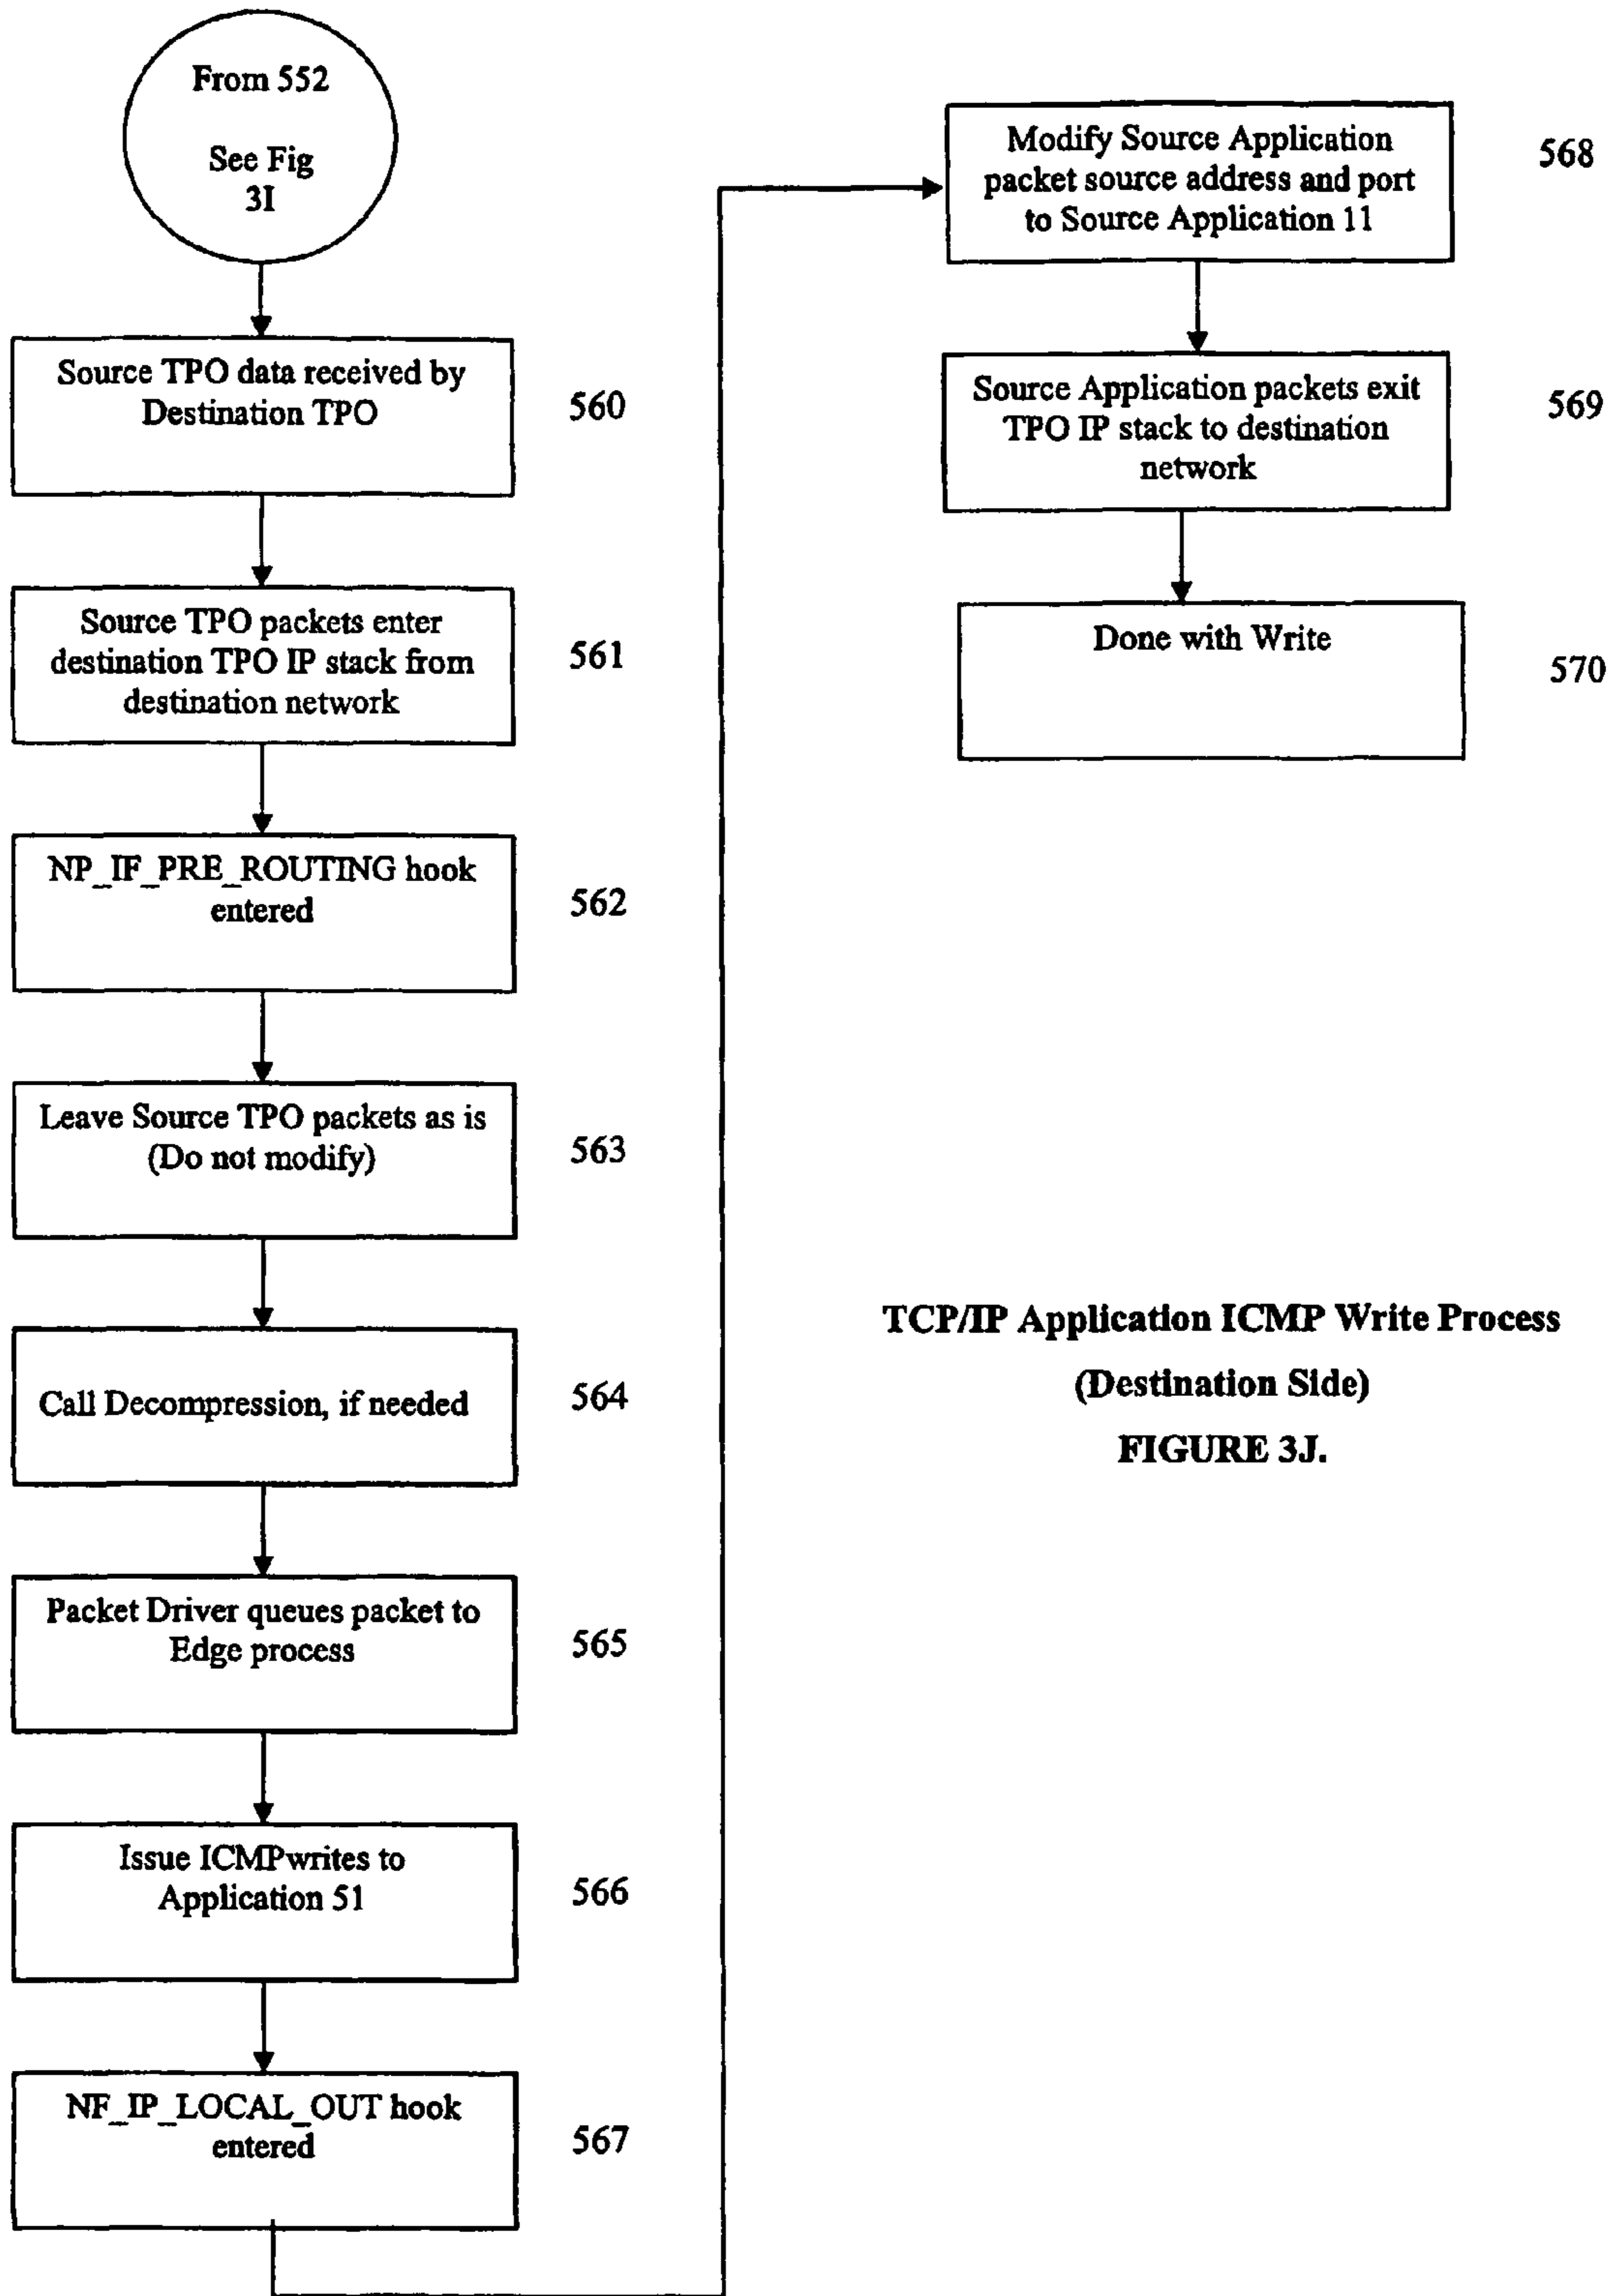 From 552
See Fig
3I
Source TPO data received by
Destination TPO
560
Source TPO packets enter
destination TPO IP stack from
destination network
561
NP_IF_PRE_ROUTING hook
entered
562
Leave Source TPO packets as is
(Do not modify)
563
Call Decompression, if needed
564
Packet Driver queues packet to
Edge process
565
Issue ICMPwrites to
Application 51
566
NF_IP_LOCAL_OUT hook
entered
567
Modify Source Application
packet source address and port
to Source Application 11
568
Source Application packets exit
TPO IP stack to destination
network
569
Done with Write
570
TCP/IP Application ICMP Write Process
(Destination Side)
FIGURE 3J.